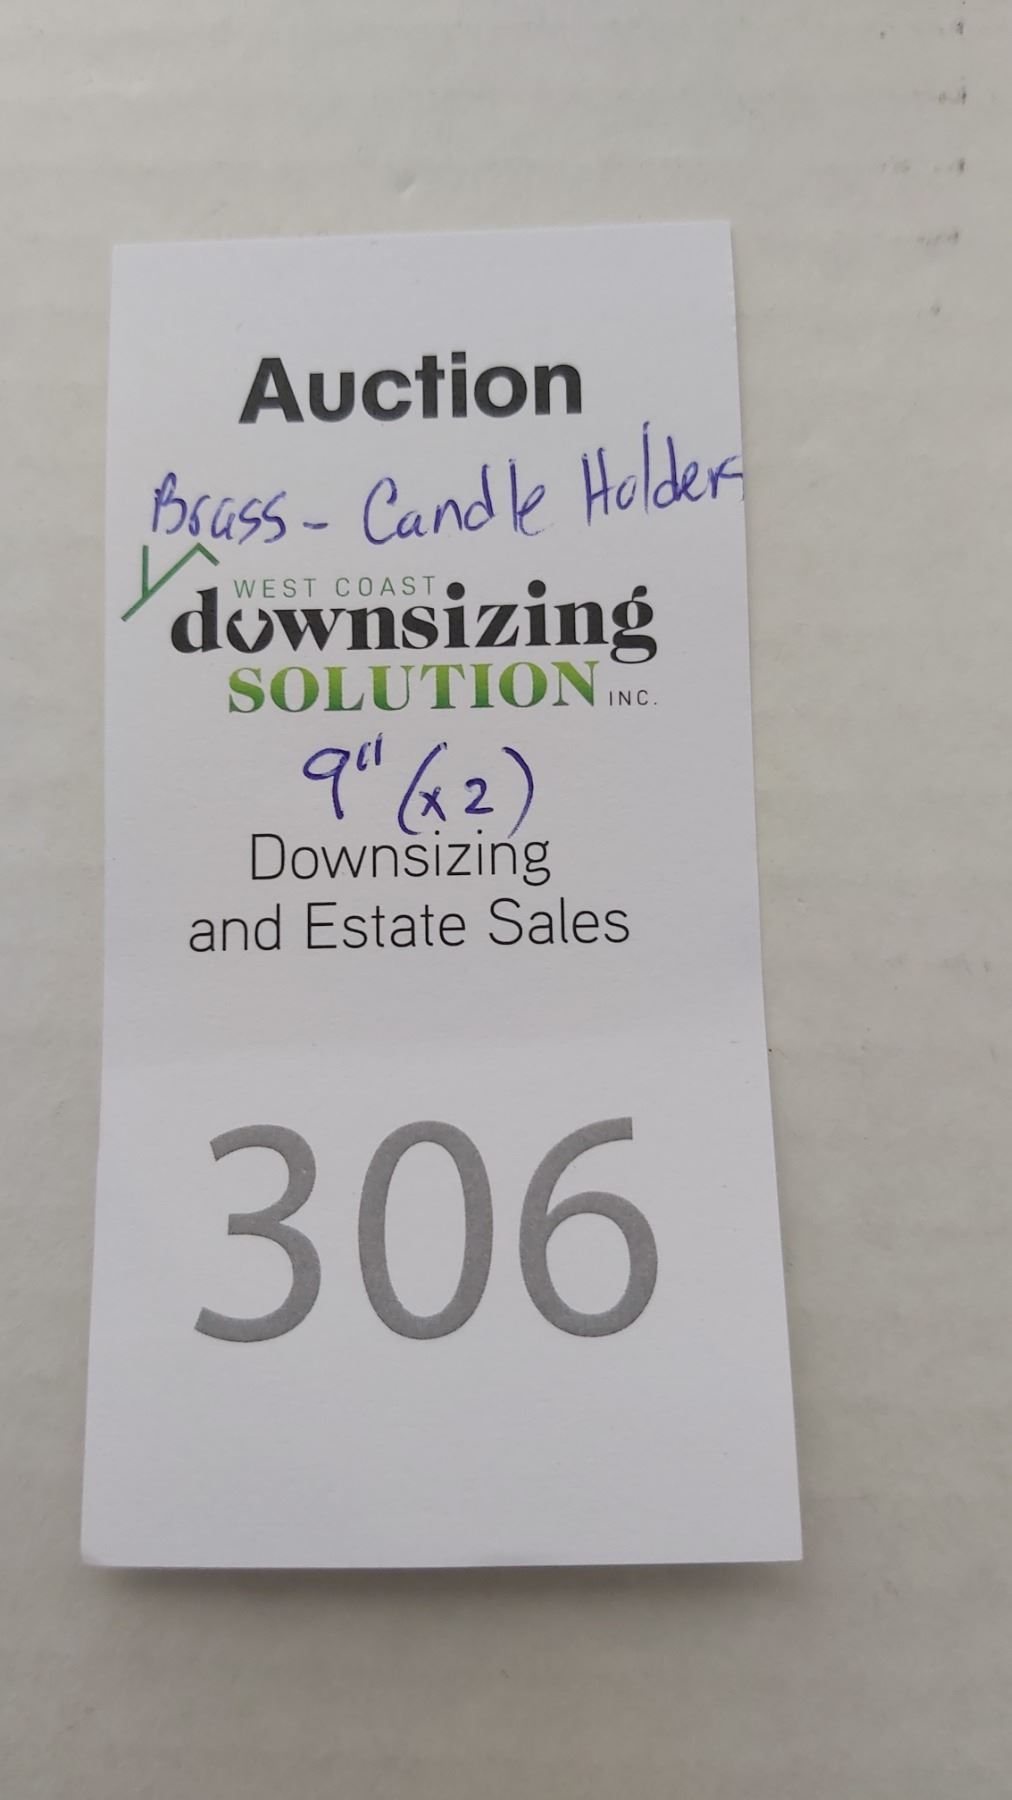 Auction
Brass - Candle Holders
WEST COAST
downsizing
SOLUTION INC.
9" (x2)
Downsizing
and Estate Sales
306